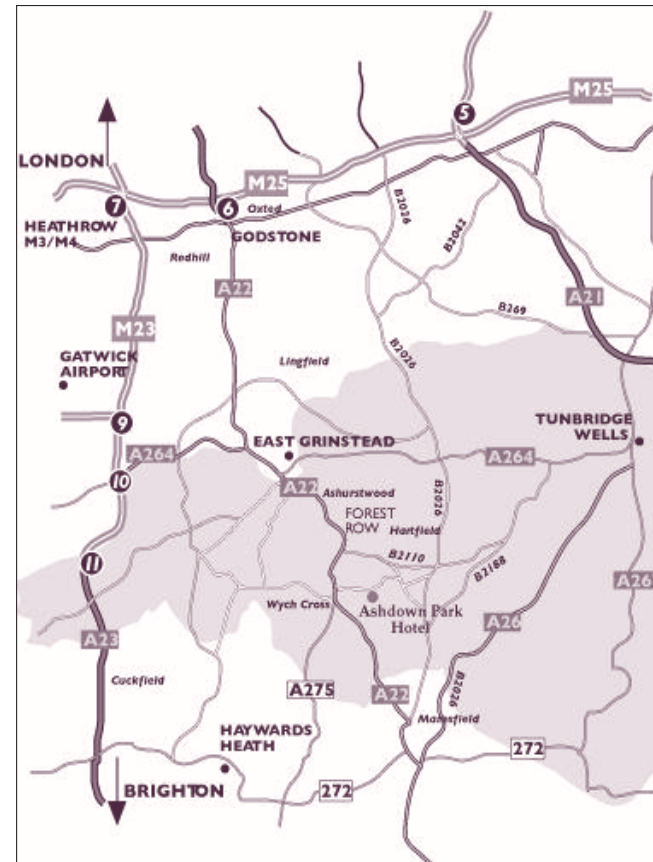 5
M25
LONDON
M25
B2026
7
6
Oxted
HEATHROW
M3/M4
GODSTONE
B2042
Redhill
A22
A21
B269
M23
B2026
GATWICK
AIRPORT
Lingfield
TUNBRIDGE
WELLS
9
EAST GRINSTEAD
A264
A264
10
A22
Ashurstwood
B2026
FOREST
ROW
Hartfield
B2110
B2188
11
A26
Wych Cross
Ashdown Park
Hotel
A26
A23
Cuckfield
A275
A22
B2026
Maresfield
HAYWARDS
HEATH
272
BRIGHTON
272